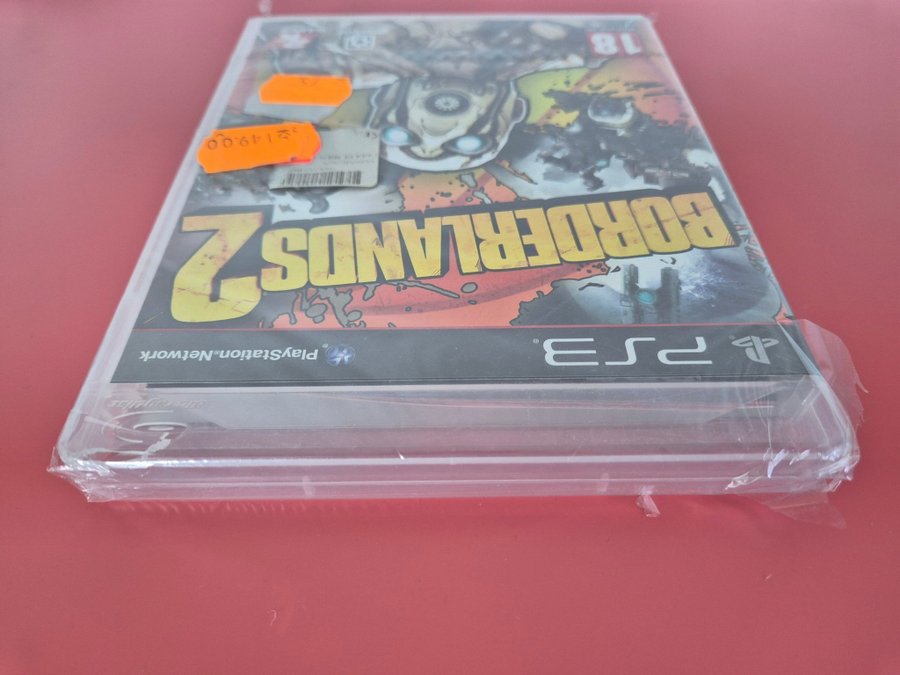 18
149.00
BORDERLANDS 2
PS3
PlayStation Network